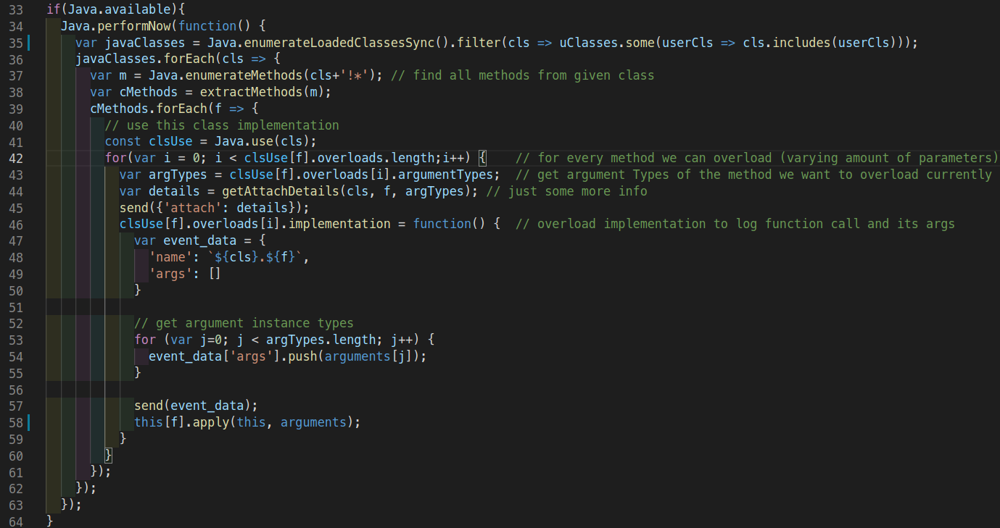 33 if(Java.available){
34 Java.performNow(function() {
35 var javaClasses = Java.enumerateLoadedClassesSync().filter(cls => uClasses.some(userCls => cls.includes(userCls)));
36 javaClasses.forEach(cls => {
37 var m = Java.enumerateMethods(cls+'!*'); // find all methods from given class
38 var cMethods = extractMethods(m);
39 cMethods.forEach(f => {
40 // use this class implementation
41 const clsUse = Java.use(cls);
42 for(var i = 0; i < clsUse[f].overloads.length;i++) { // for every method we can overload (varying amount of parameters)
43 var argTypes = clsUse[f].overloads[i].argumentTypes; // get argument Types of the method we want to overload currently
44 var details = getAttachDetails(cls, f, argTypes); // just some more info
45 send({'attach': details});
46 clsUse[f].overloads[i].implementation = function() { // overload implementation to log function call and its args
47 var event_data = {
48 'name': `${cls}.${f}`,
49 'args': []
50 }
51
52 // get argument instance types
53 for (var j=0; j < argTypes.length; j++) {
54 event_data['args'].push(arguments[j]);
55 }
56
57 send(event_data);
58 this[f].apply(this, arguments);
59 }
60 }
61 });
62 });
63 });
64 }